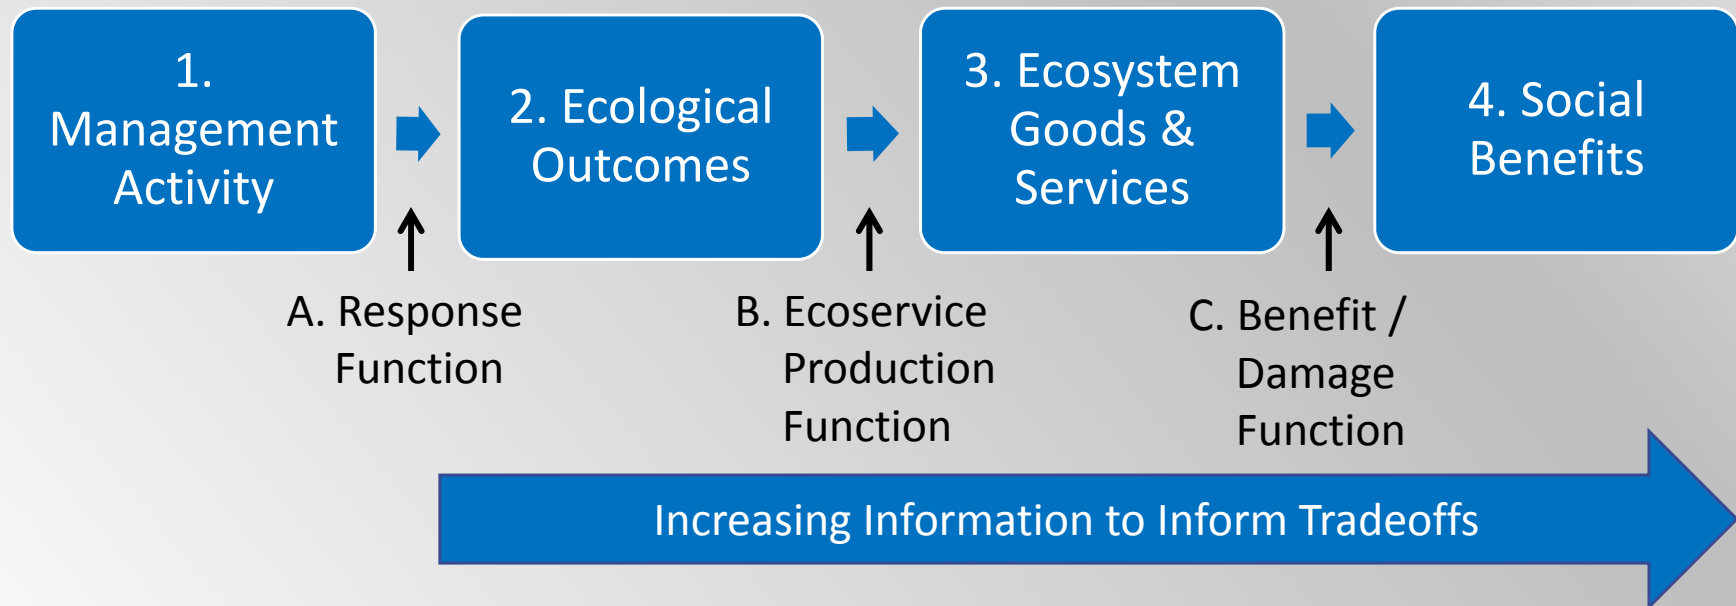 1.
Management
Activity
2. Ecological
Outcomes
3. Ecosystem
Goods &
Services
4. Social
Benefits
A. Response
Function
B. Ecoservice
Production
Function
C. Benefit /
Damage
Function
Increasing Information to Inform Tradeoffs